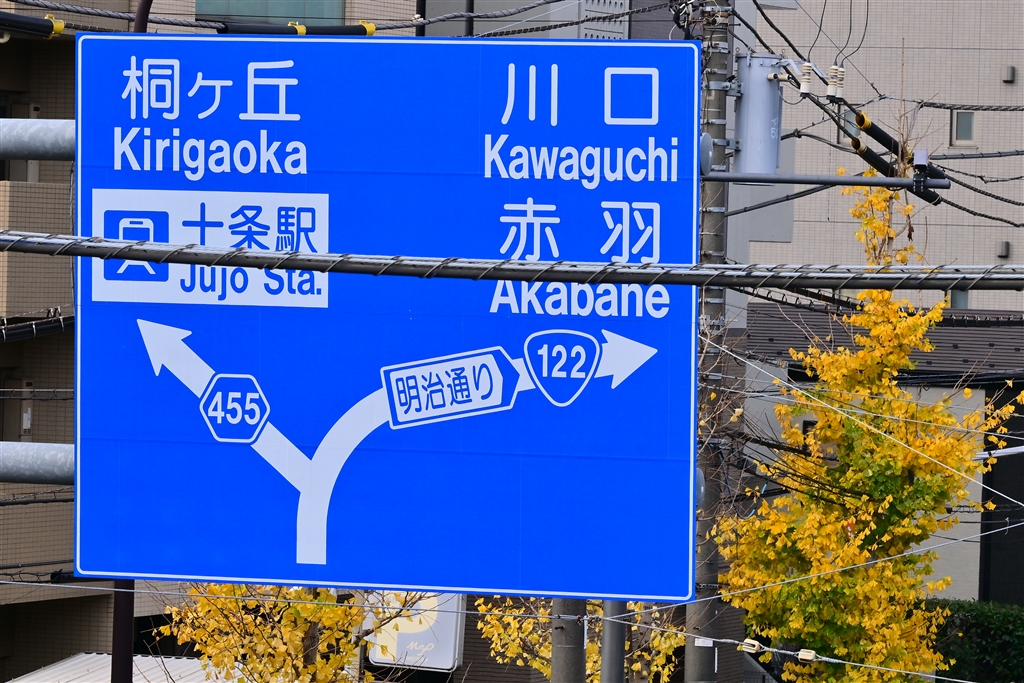 桐ヶ丘
Kirigaoka
十条駅
Jujo Sta.
川口
Kawaguchi
赤羽
Akabane
455
明治通り
122
P
Map